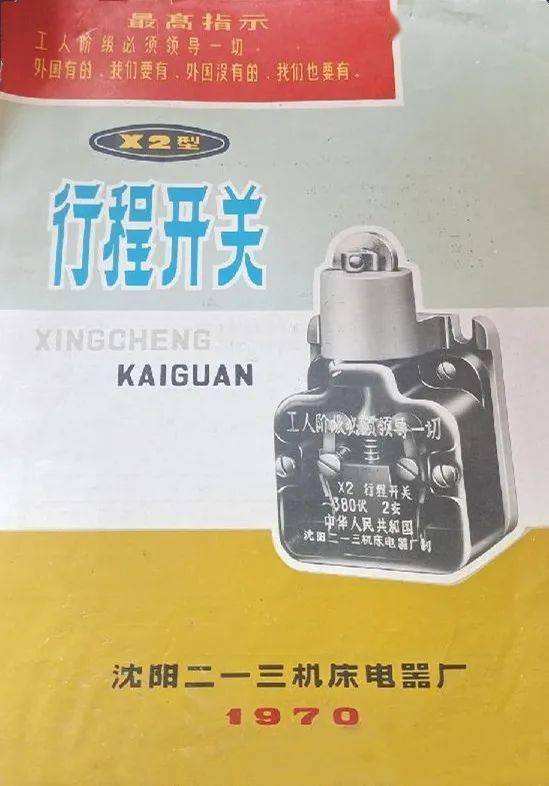 最高指示
工人阶级必须领导一切．
外国有的、我们要有、外国没有的、我们也要有．
X2型
行程开关
XINGCHENG
KAIGUAN
工人阶级必须领导一切
X2 行程开关
~380伏 2安
中华人民共和国
沈阳二一三机床电器厂制
沈阳二一三机床电器厂
1970